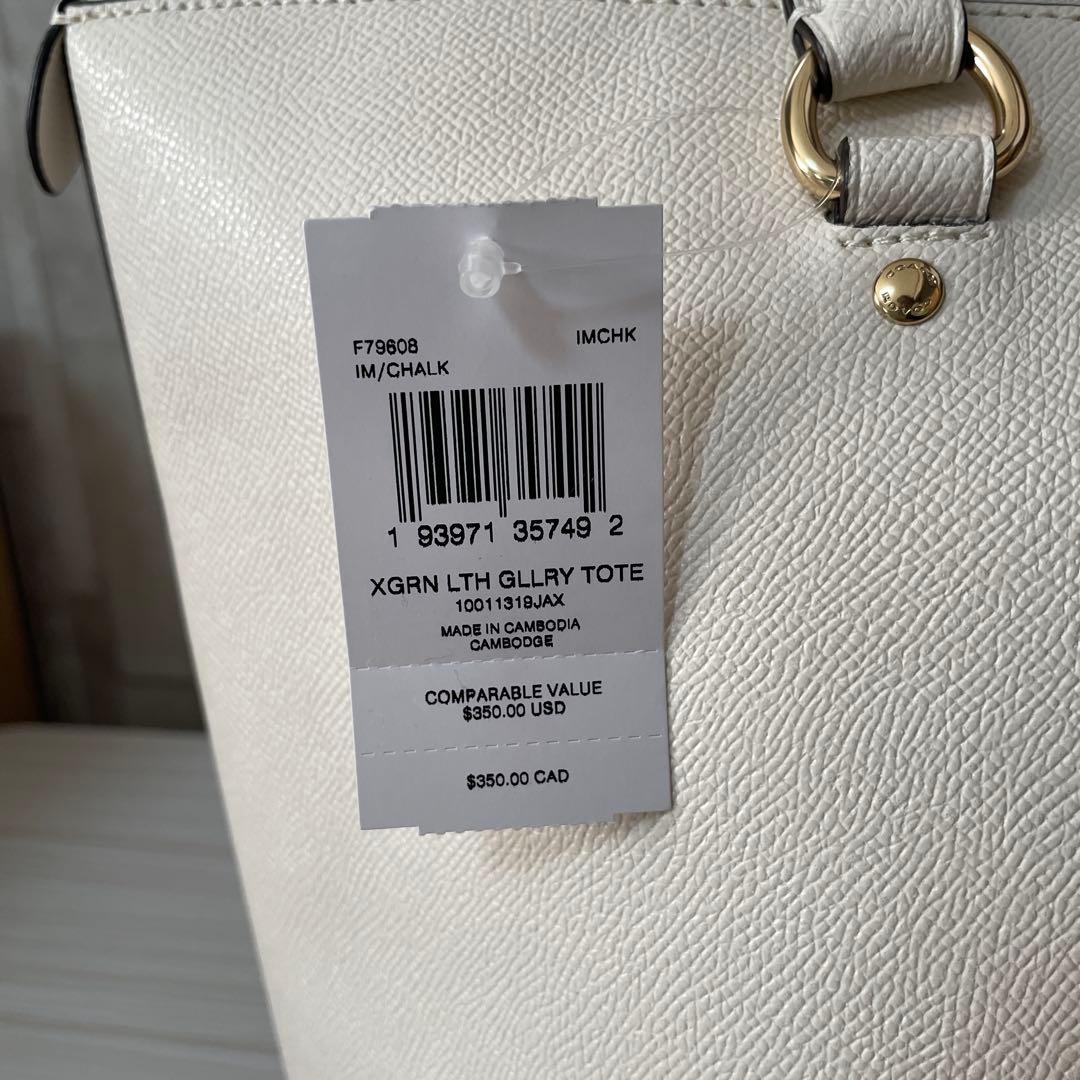 F79608
IMCHK
IM/CHALK
1 93971 35749 2
XGRN LTH GLLRY TOTE
10011319JAX
MADE IN CAMBODIA
CAMBODGE
COMPARABLE VALUE
$350.00 USD
$350.00 CAD
COACH